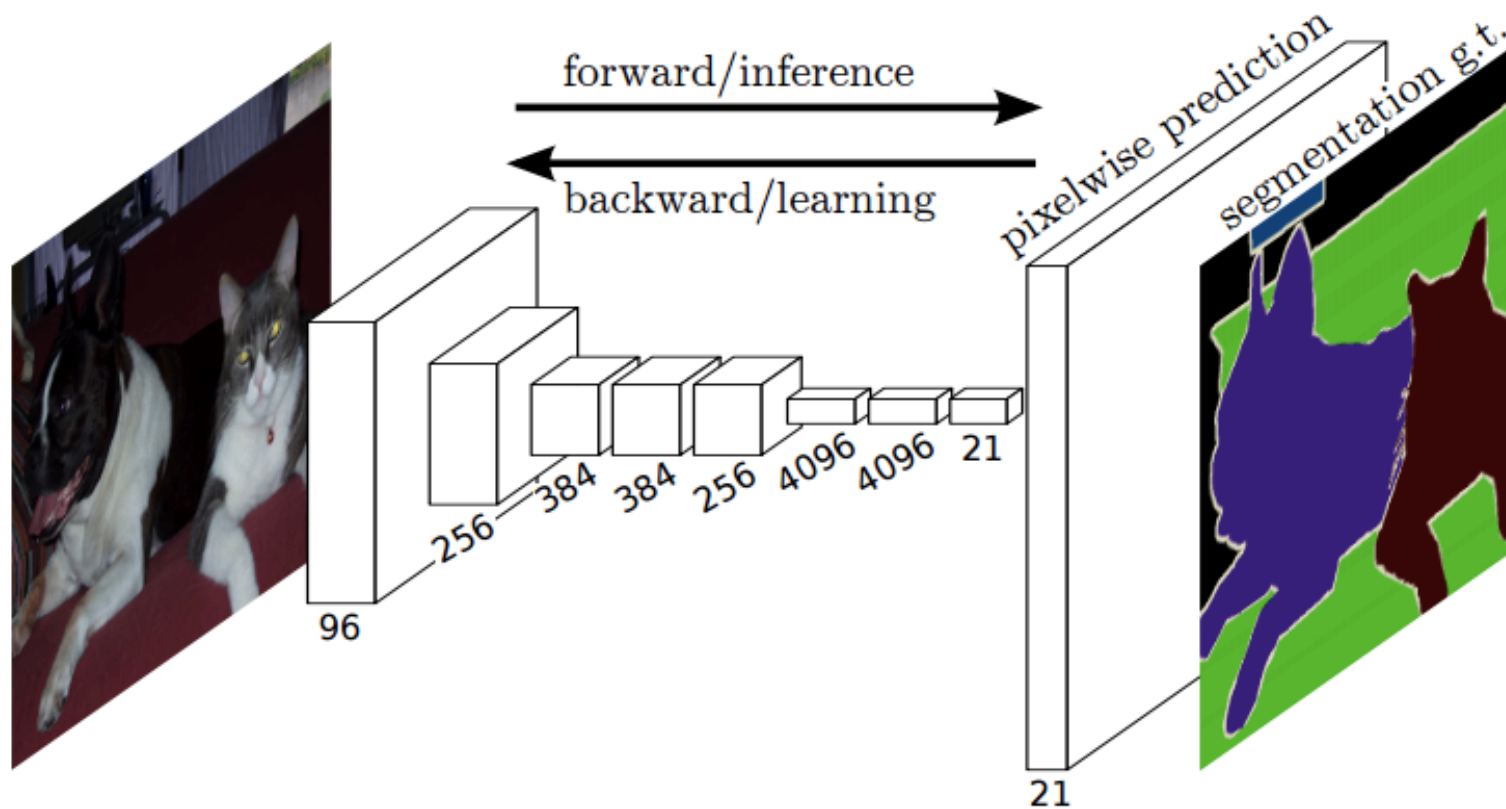 forward/inference
backward/learning
pixelwise prediction
segmentation g.t.
96
256
384
384
256
4096
4096
21
21